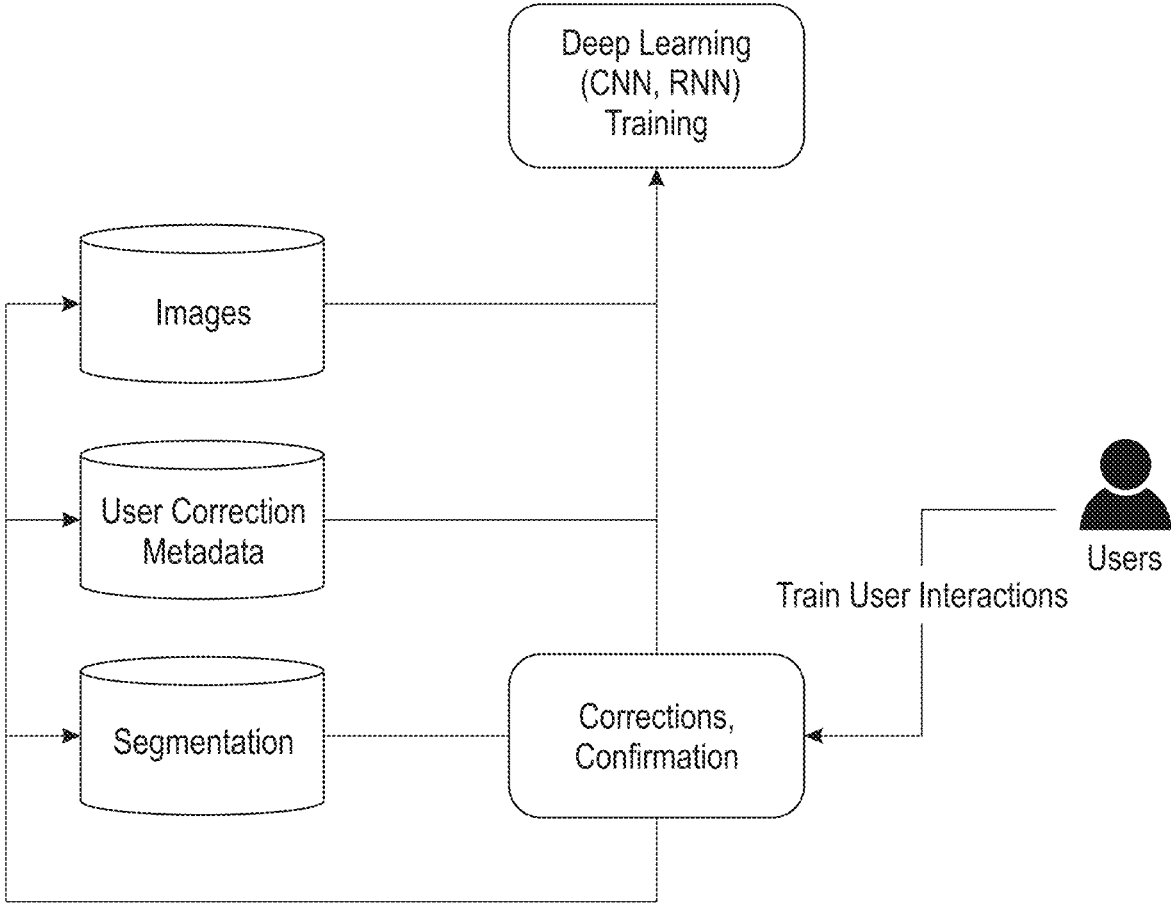 Deep Learning
(CNN, RNN)
Training
Images
User Correction
Metadata
Users
Train User Interactions
Segmentation
Corrections,
Confirmation